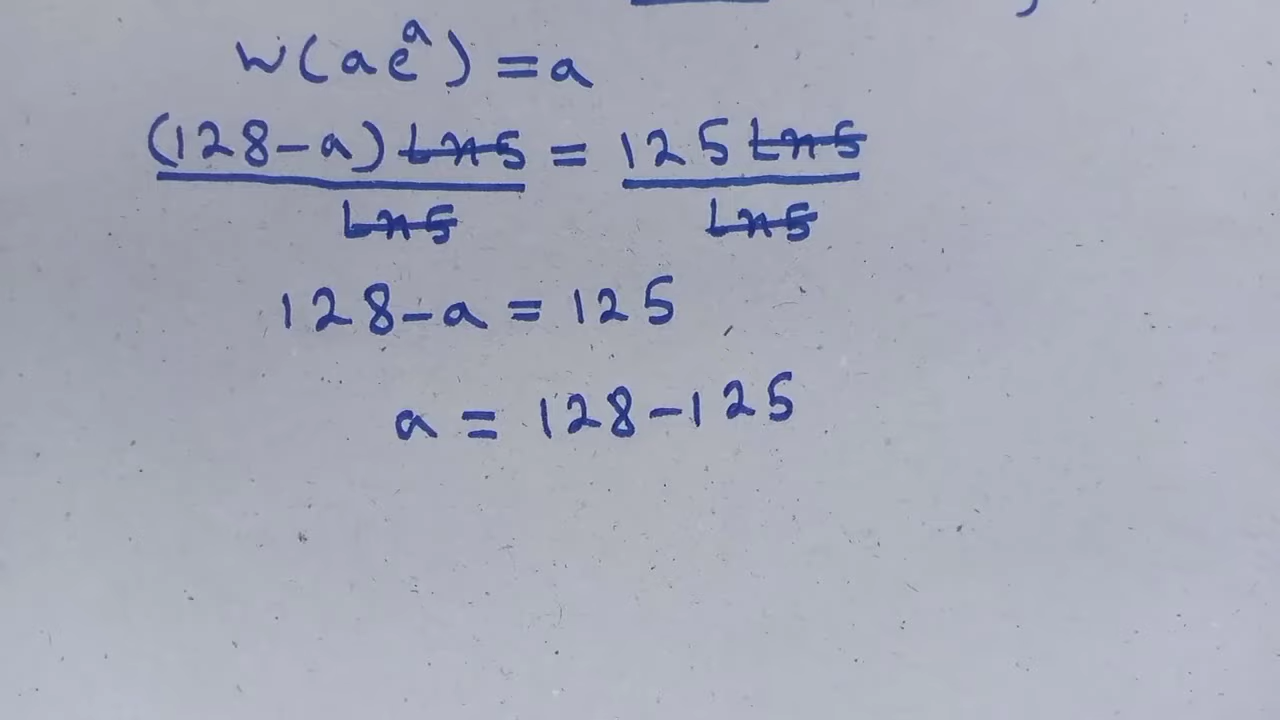 W(ae^a) = a
(128-a) Ln5 / Ln5 = 125 Ln5 / Ln5
128-a = 125
a = 128-125